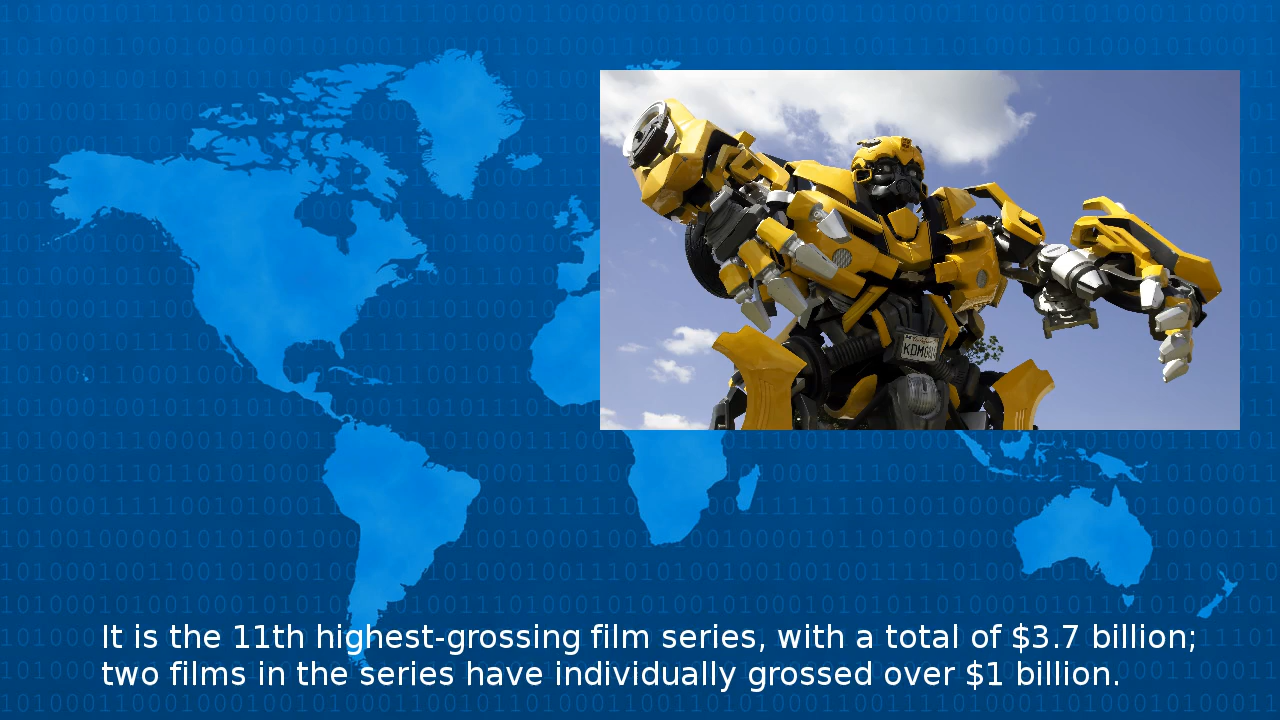 It is the 11th highest-grossing film series, with a total of $3.7 billion;
two films in the series have individually grossed over $1 billion.